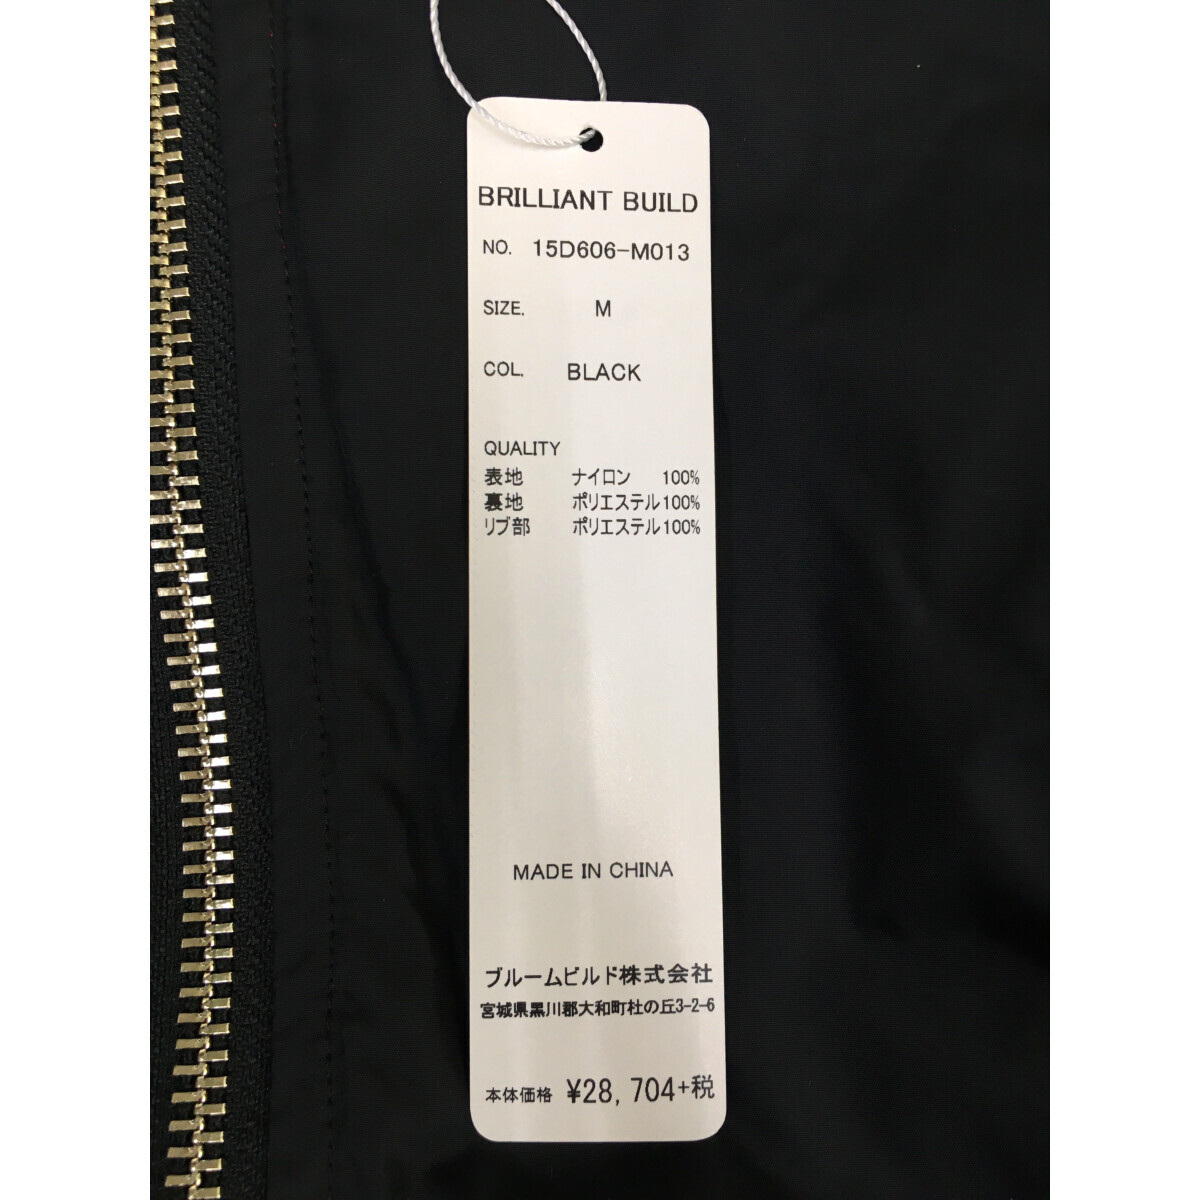 BRILLIANT BUILD
NO. 15D606-M013
SIZE. M
COL. BLACK
QUALITY
表地 ナイロン 100%
裏地 ポリエステル100%
リブ部 ポリエステル100%
MADE IN CHINA
ブルームビルド株式会社
宮城県黒川郡大和町杜の丘3-2-6
本体価格 ¥28,704+税